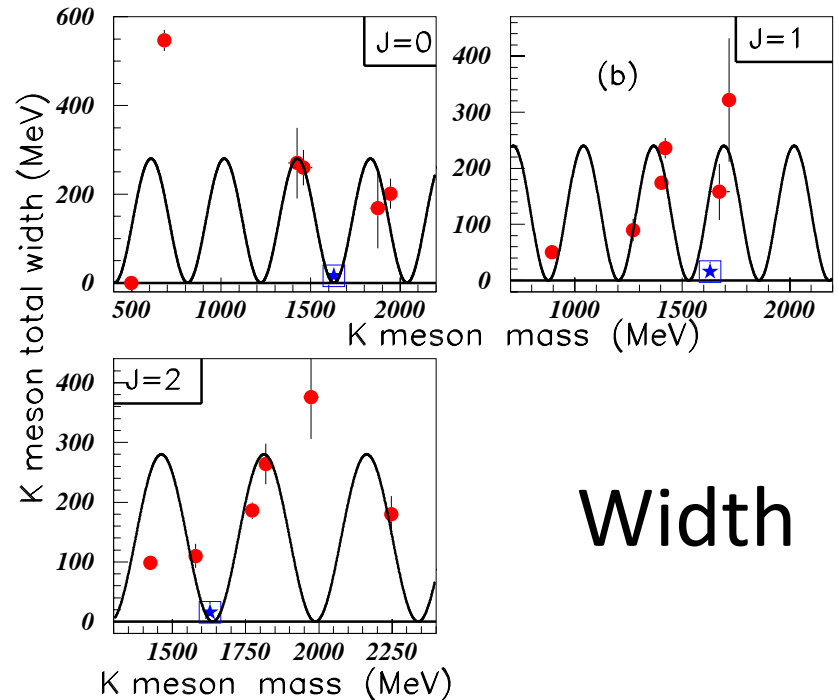 K meson total width (MeV)
600
400
200
0
J=0
500 1000 1500 2000
400
300
200
100
0
(b)
J=1
1000 1500 2000
K meson mass (MeV)
400
300
200
100
0
J=2
1500 1750 2000 2250
K meson mass (MeV)
Width